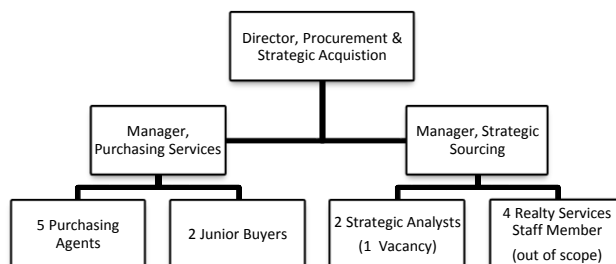 Director, Procurement &
Strategic Acquistion
Manager,
Purchasing Services
Manager, Strategic
Sourcing
5 Purchasing
Agents
2 Junior Buyers
2 Strategic Analysts
(1 Vacancy)
4 Realty Services
Staff Member
(out of scope)